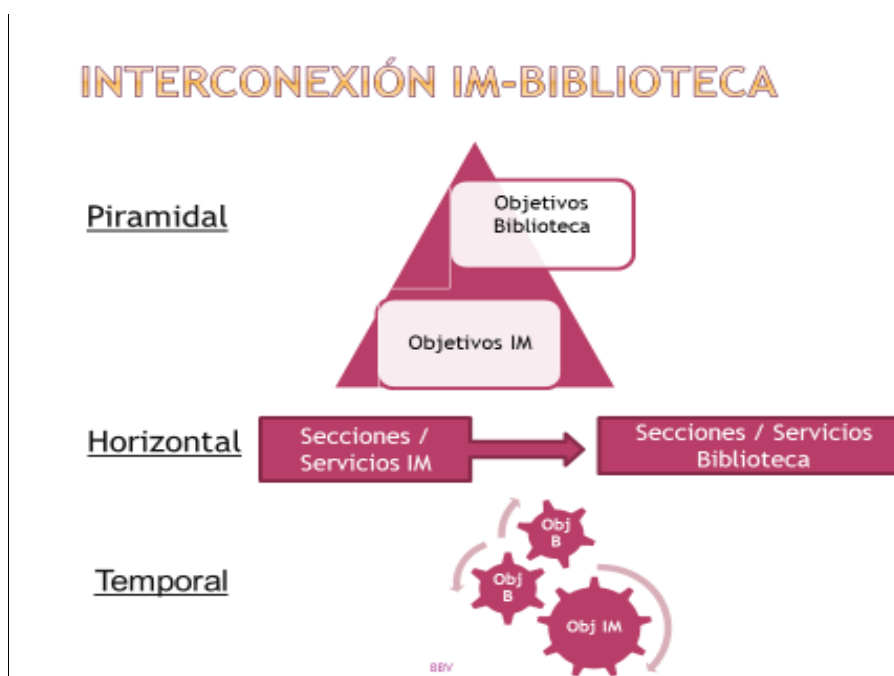 INTERCONEXIÓN IM-BIBLIOTECA
Piramidal
Objetivos
Biblioteca
Objetivos IM
Horizontal
Secciones /
Servicios IM
Secciones / Servicios
Biblioteca
Temporal
Obj
B
Obj
B
Obj IM
BBV